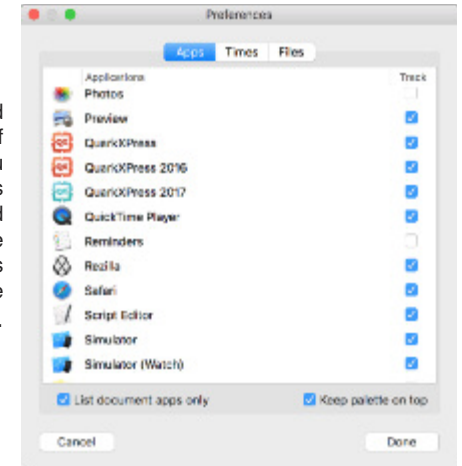 Preferences
Apps Times Files
Applications Track
Photos
Preview
QuarkXPress
QuarkXPress 2016
QuarkXPress 2017
QuickTime Player
Reminders
Rezilla
Safari
Script Editor
Simulator
Simulator (Watch)
List document apps only Keep palette on top
Cancel Done